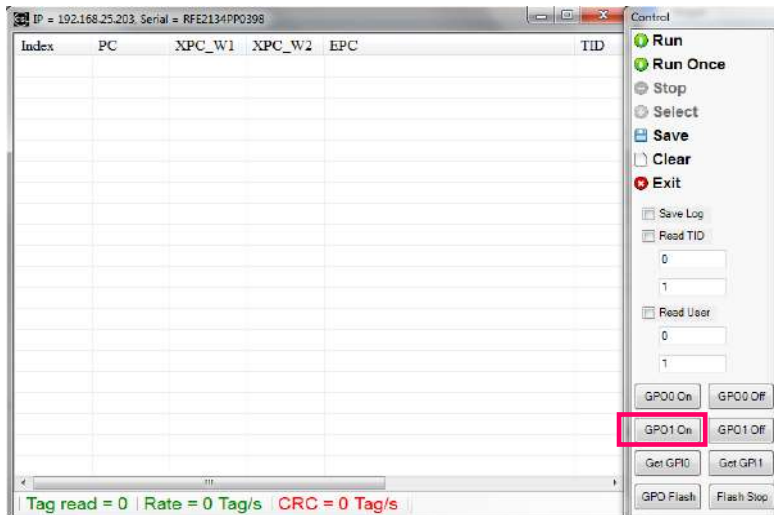 IP = 192.168.25.203, Serial = RFE2134PP0398
Index PC XPC_W1 XPC_W2 EPC TID
Tag read = 0 Rate = 0 Tag/s CRC = 0 Tag/s
Control
Run
Run Once
Stop
Select
Save
Clear
Exit
Save Log
Read TID
0
1
Read User
0
1
GPO0 On GPO0 Off
GPO1 On GPO1 Off
Get GPI0 Get GPI1
GPO Flash Flash Stop